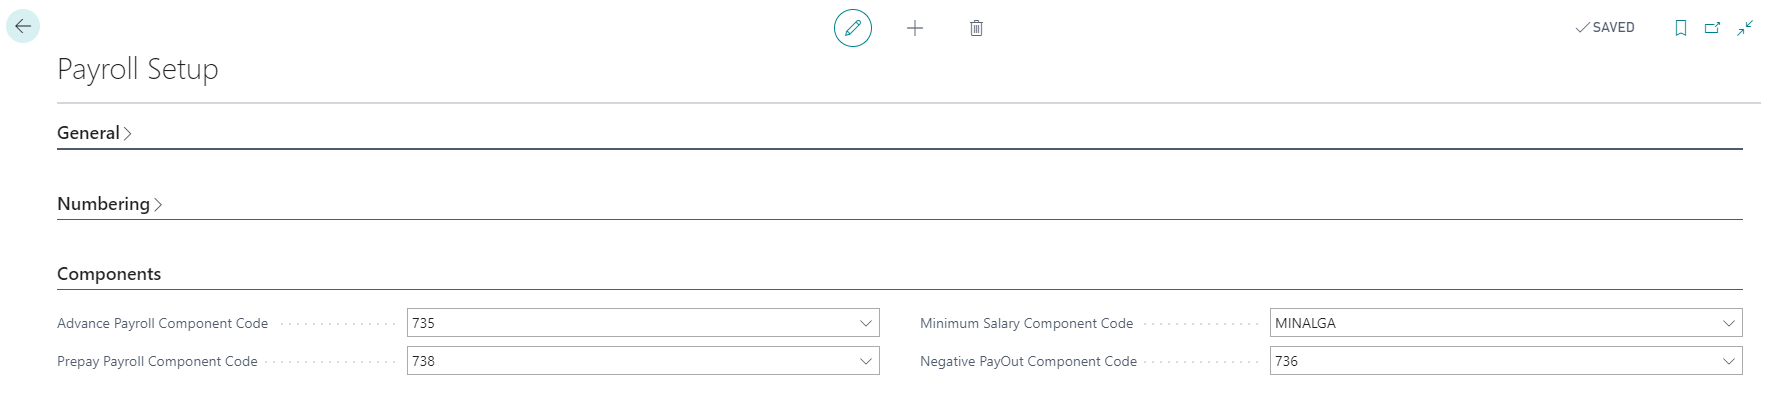 SAVED
Payroll Setup
General
Numbering
Components
Advance Payroll Component Code 735
Minimum Salary Component Code MINALGA
Prepay Payroll Component Code 738
Negative PayOut Component Code 736